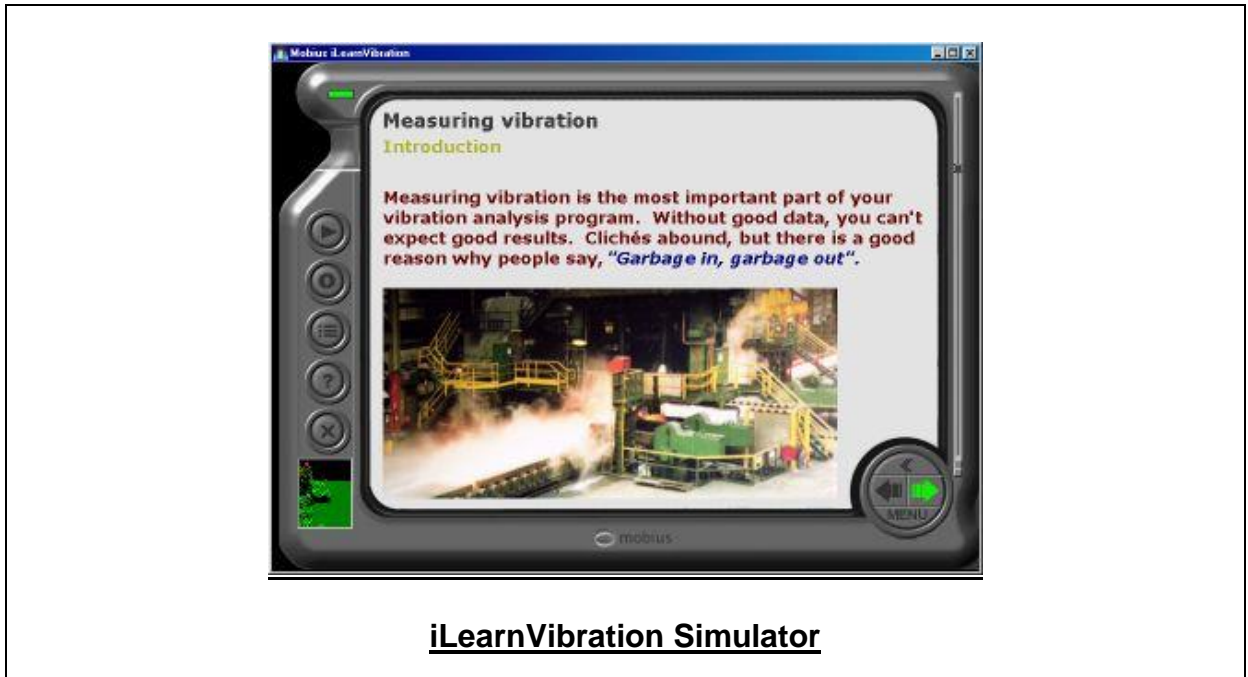 Mobius iLearnVibration
Measuring vibration
Introduction
Measuring vibration is the most important part of your
vibration analysis program. Without good data, you can't
expect good results. Clichés abound, but there is a good
reason why people say, "Garbage in, garbage out".
?
MENU
mobius
iLearnVibration Simulator